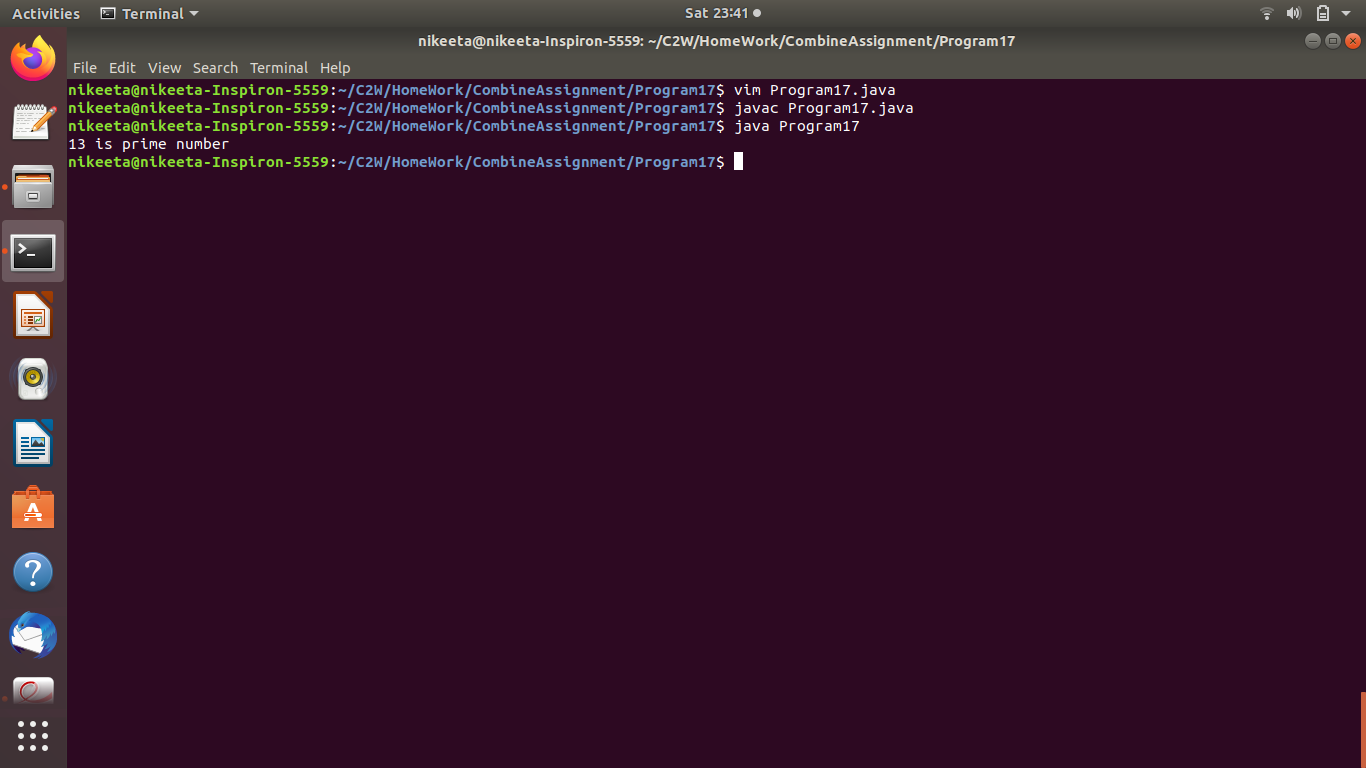 Activities Terminal Sat 23:41
nikeeta@nikeeta-Inspiron-5559: ~/C2W/HomeWork/CombineAssignment/Program17
File Edit View Search Terminal Help
nikeeta@nikeeta-Inspiron-5559:~/C2W/HomeWork/CombineAssignment/Program17$ vim Program17.java
nikeeta@nikeeta-Inspiron-5559:~/C2W/HomeWork/CombineAssignment/Program17$ javac Program17.java
nikeeta@nikeeta-Inspiron-5559:~/C2W/HomeWork/CombineAssignment/Program17$ java Program17
13 is prime number
nikeeta@nikeeta-Inspiron-5559:~/C2W/HomeWork/CombineAssignment/Program17$